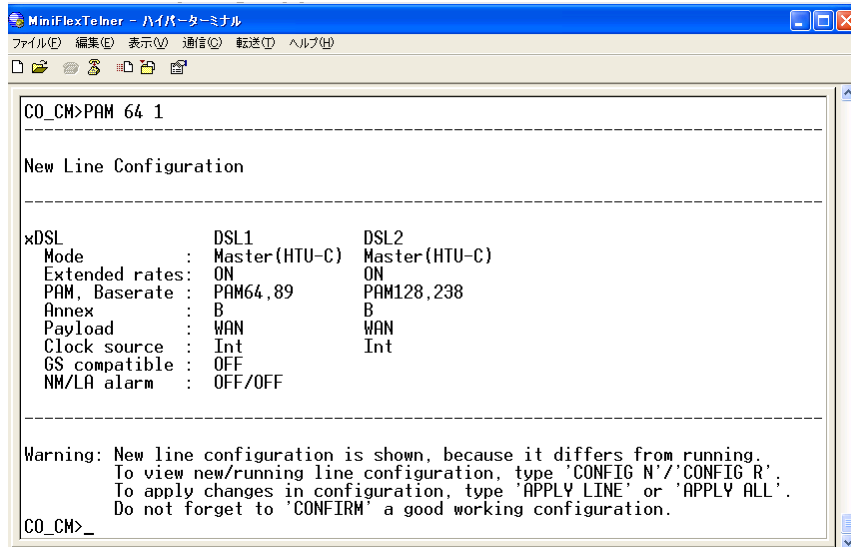 MiniFlexTelner - ハイパーターミナル
ファイル(F) 編集(E) 表示(V) 通信(C) 転送(T) ヘルプ(H)
CO_CM>PAM 64 1
--------------------------------------------------------------------------------
New Line Configuration
--------------------------------------------------------------------------------
xDSL DSL1 DSL2
Mode : Master(HTU-C) Master(HTU-C)
Extended rates: ON ON
PAM, Baserate : PAM64,89 PAM128,238
Annex : B B
Payload : WAN WAN
Clock source : Int Int
GS compatible : OFF
NM/LA alarm : OFF/OFF
--------------------------------------------------------------------------------
Warning: New line configuration is shown, because it differs from running.
To view new/running line configuration, type 'CONFIG N'/'CONFIG R'.
To apply changes in configuration, type 'APPLY LINE' or 'APPLY ALL'.
Do not forget to 'CONFIRM' a good working configuration.
CO_CM>_